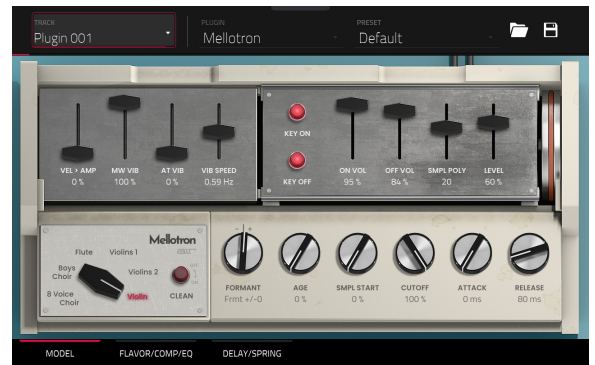 TRACK PLUGIN PRESET
Plugin 001 Mellotron Default
KEY ON
VEL > AMP MW VIB AT VIB VIB SPEED
0 % 100 % 0 % 0.59 Hz
KEY OFF
ON VOL OFF VOL SMPL POLY LEVEL
95 % 84 % 20 60 %
Mellotron
Flute Violins 1
Boys
Choir
Violins 2
8 Voice
Choir
Violin
CLEAN
FORMANT AGE SMPL START CUTOFF ATTACK RELEASE
Frmt +/-0 0 % 0 % 100 % 0 ms 80 ms
MODEL FLAVOR/COMP/EQ DELAY/SPRING